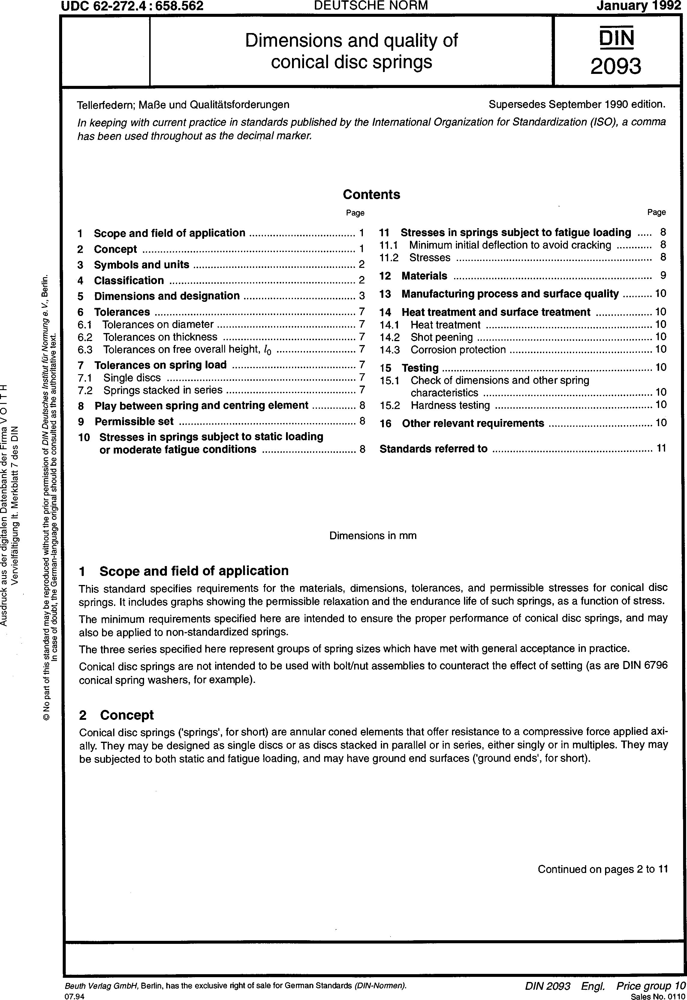 UDC 62-272.4 : 658.562 DEUTSCHE NORM January 1992
Dimensions and quality of
conical disc springs
DIN
2093
Tellerfedern; Maße und Qualitätsforderungen Supersedes September 1990 edition.
In keeping with current practice in standards published by the International Organization for Standardization (ISO), a comma
has been used throughout as the decimal marker.
Contents
Page
1 Scope and field of application .................................. 1
2 Concept .................................................................... 1
3 Symbols and units .................................................... 2
4 Classification ............................................................ 2
5 Dimensions and designation .................................... 3
6 Tolerances ................................................................ 7
6.1 Tolerances on diameter ............................................ 7
6.2 Tolerances on thickness .......................................... 7
6.3 Tolerances on free overall height, l0 ......................... 7
7 Tolerances on spring load ........................................ 7
7.1 Single discs ............................................................. 7
7.2 Springs stacked in series ......................................... 7
8 Play between spring and centring element .............. 8
9 Permissible set ......................................................... 8
10 Stresses in springs subject to static loading
or moderate fatigue conditions .............................. 8
Page
11 Stresses in springs subject to fatigue loading ..... 8
11.1 Minimum initial deflection to avoid cracking ............ 8
11.2 Stresses ............................................................... 8
12 Materials ............................................................... 9
13 Manufacturing process and surface quality .......... 10
14 Heat treatment and surface treatment .................. 10
14.1 Heat treatment ..................................................... 10
14.2 Shot peening ........................................................ 10
14.3 Corrosion protection ............................................. 10
15 Testing .................................................................. 10
15.1 Check of dimensions and other spring
characteristics ...................................................... 10
15.2 Hardness testing .................................................. 10
16 Other relevant requirements ................................. 10
Standards referred to ................................................... 11
Dimensions in mm
1 Scope and field of application
This standard specifies requirements for the materials, dimensions, tolerances, and permissible stresses for conical disc
springs. It includes graphs showing the permissible relaxation and the endurance life of such springs, as a function of stress.
The minimum requirements specified here are intended to ensure the proper performance of conical disc springs, and may
also be applied to non-standardized springs.
The three series specified here represent groups of spring sizes which have met with general acceptance in practice.
Conical disc springs are not intended to be used with bolt/nut assemblies to counteract the effect of setting (as are DIN 6796
conical spring washers, for example).
2 Concept
Conical disc springs ('springs', for short) are annular coned elements that offer resistance to a compressive force applied axi-
ally. They may be designed as single discs or as discs stacked in parallel or in series, either singly or in multiples. They may
be subjected to both static and fatigue loading, and may have ground end surfaces ('ground ends', for short).
Continued on pages 2 to 11
Beuth Verlag GmbH, Berlin, has the exclusive right of sale for German Standards (DIN-Normen).
07.94
DIN 2093 Engl. Price group 10
Sales No. 0110
Ausdruck aus der digitalen Datenbank der Firma V O I T H
Vervielfältigung lt. Merkblatt 7 des DIN
© No part of this standard may be reproduced without the prior permission of DIN Deutsches Institut für Normung e. V., Berlin.
In case of doubt, the German-language original should be consulted as the authoritative text.